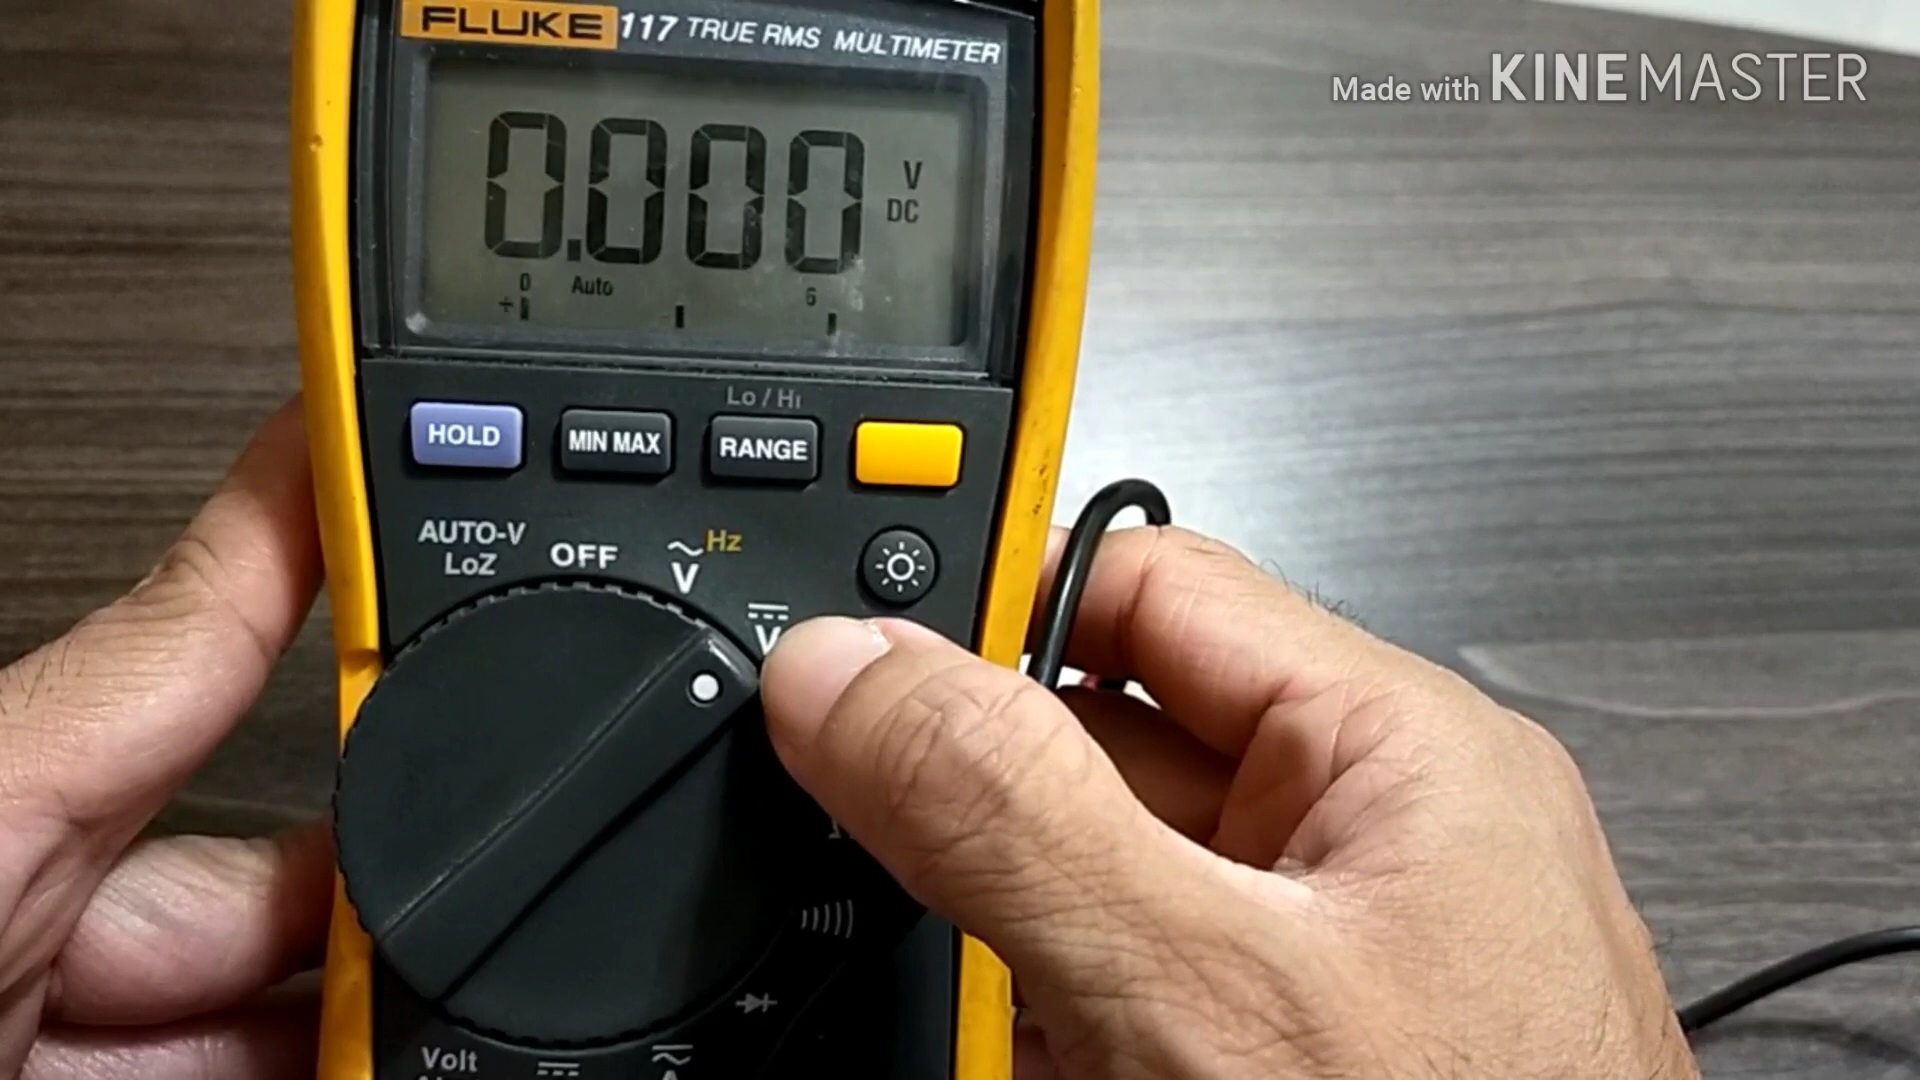 FLUKE 117 TRUE RMS MULTIMETER
Made with KINEMASTER
0.000 V
DC
0 Auto 6
Lo / Hi
HOLD MIN MAX RANGE
AUTO-V
LoZ
OFF
Hz
V
V
Volt